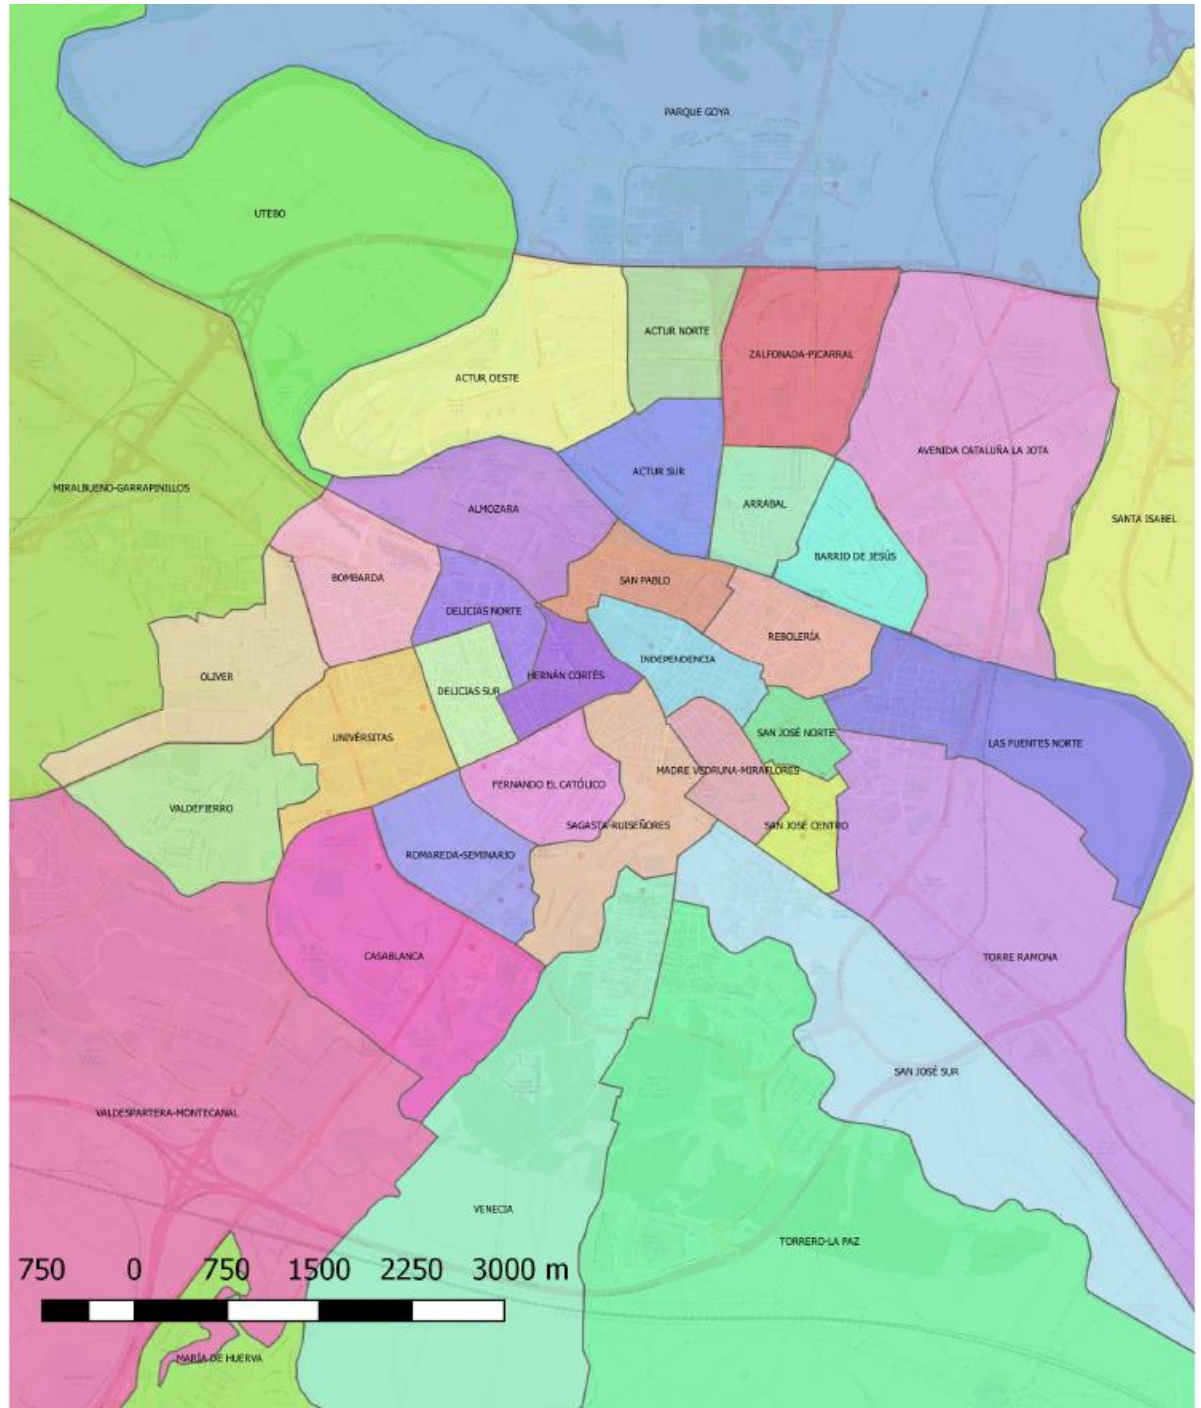 PARQUE GOYA
UTEBO
ACTUR NORTE
ZALFONADA-PICARRAL
ACTUR OESTE
AVENIDA CATALUÑA LA JOTA
ACTUR SUR
MIRALBUENO-GARRAPINILLOS
ARRABAL
ALMOZARA
SANTA ISABEL
BARRIO DE JESÚS
BOMBARDA
SAN PABLO
DELICIAS NORTE
REBOLERÍA
INDEPENDENCIA
OLIVER
HERNÁN CORTÉS
DELICIAS SUR
SAN JOSÉ NORTE
UNIVÉRSITAS
LAS FUENTES NORTE
MADRE VEDRUNA-MIRAFLORES
FERNANDO EL CATÓLICO
VALDEFIERRO
SAGASTA-RUISEÑORES
SAN JOSÉ CENTRO
ROMAREDA-SEMINARIO
CASABLANCA
TORRE RAMONA
SAN JOSÉ SUR
VALDESPARTERA-MONTECANAL
VENECIA
TORRERO-LA PAZ
750 0 750 1500 2250 3000 m
MARÍA DE HUERVA